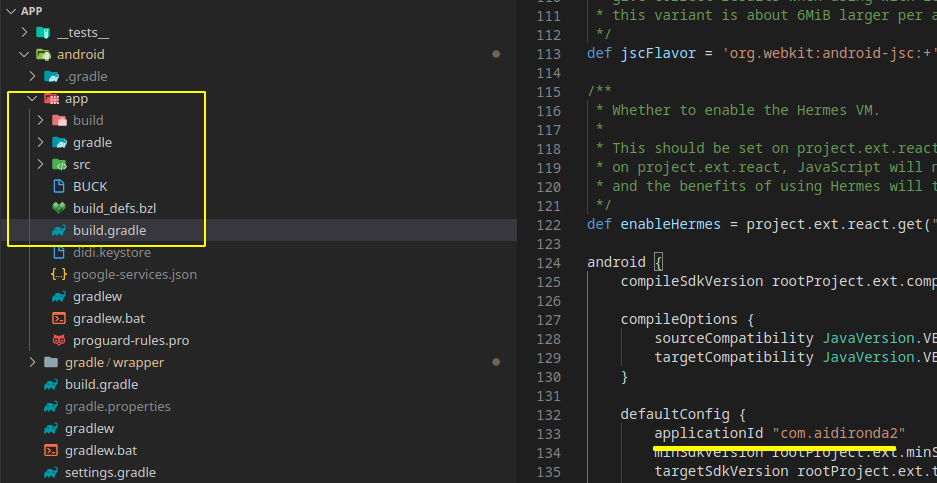 APP
__tests__
android
.gradle
app
build
gradle
src
BUCK
build_defs.bzl
build.gradle
didi.keystore
google-services.json
gradlew
gradlew.bat
proguard-rules.pro
gradle/wrapper
build.gradle
gradle.properties
gradlew
gradlew.bat
settings.gradle
111 * this variant is about 6MiB larger per a
112 */
113 def jscFlavor = 'org.webkit:android-jsc:+'
114
115 /**
116 * Whether to enable the Hermes VM.
117 *
118 * This should be set on project.ext.react
119 * on project.ext.react, JavaScript will n
120 * and the benefits of using Hermes will t
121 */
122 def enableHermes = project.ext.react.get("
123
124 android {
125 compileSdkVersion rootProject.ext.comp
126
127 compileOptions {
128 sourceCompatibility JavaVersion.VE
129 targetCompatibility JavaVersion.VE
130 }
131
132 defaultConfig {
133 applicationId "com.aidironda2"
134 minSdkVersion rootProject.ext.minS
135 targetSdkVersion rootProject.ext.t